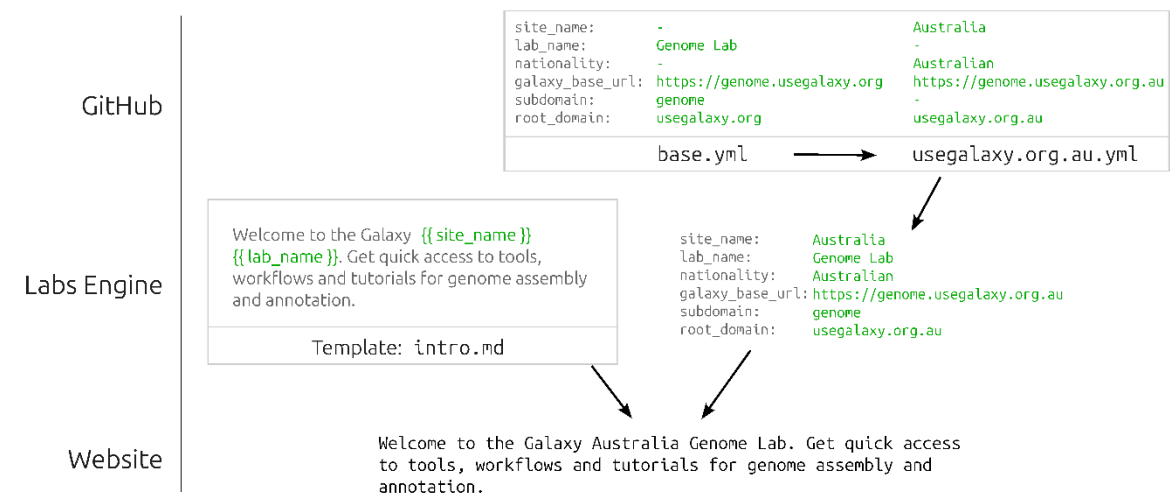 site_name: - Australia
lab_name: Genome Lab -
nationality: - Australian
galaxy_base_url: https://genome.usegalaxy.org https://genome.usegalaxy.org.au
subdomain: genome -
root_domain: usegalaxy.org usegalaxy.org.au
base.yml usegalaxy.org.au.yml
GitHub
Welcome to the Galaxy {{ site_name }}
{{ lab_name }}. Get quick access to tools,
workflows and tutorials for genome assembly
and annotation.
Template: intro.md
site_name: Australia
lab_name: Genome Lab
nationality: Australian
galaxy_base_url: https://genome.usegalaxy.org.au
subdomain: genome
root_domain: usegalaxy.org.au
Labs Engine
Welcome to the Galaxy Australia Genome Lab. Get quick access
to tools, workflows and tutorials for genome assembly and
annotation.
Website